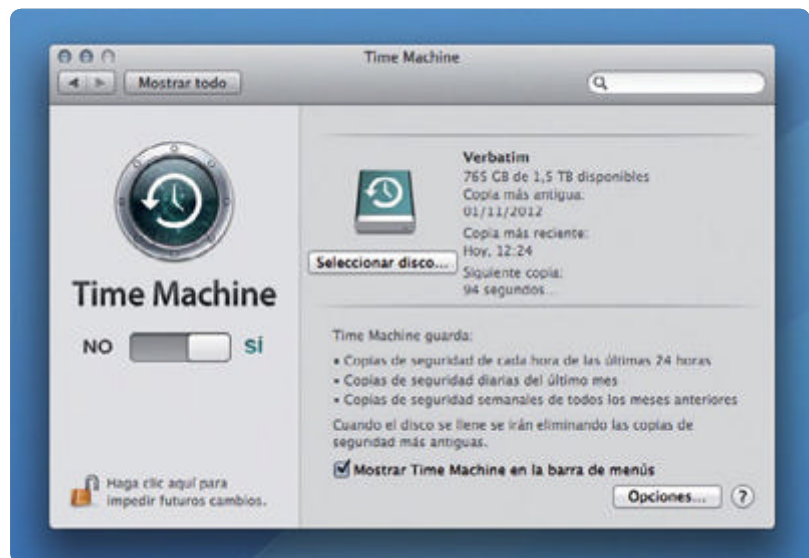 Time Machine
Mostrar todo
Time Machine
NO SÍ
Haga clic aquí para
impedir futuros cambios.
Verbatim
765 GB de 1,5 TB disponibles
Copia más antigua:
01/11/2012
Copia más reciente:
Hoy, 12:24
Siguiente copia:
94 segundos...
Seleccionar disco...
Time Machine guarda:
• Copias de seguridad de cada hora de las últimas 24 horas
• Copias de seguridad diarias del último mes
• Copias de seguridad semanales de todos los meses anteriores
Cuando el disco se llene se irán eliminando las copias de
seguridad más antiguas.
Mostrar Time Machine en la barra de menús
Opciones... ?